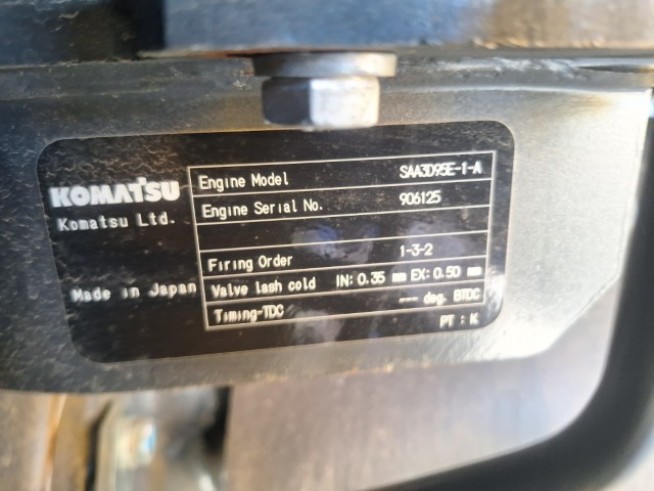 KOMATSU
Komatsu Ltd.
Made in Japan
Engine Model SAA3D95E-1-A
Engine Serial No. 906125
Firing Order 1-3-2
Valve lash cold IN: 0.35 mm EX: 0.50 mm
Timing-TDC --- deg. BTDC
PT : K